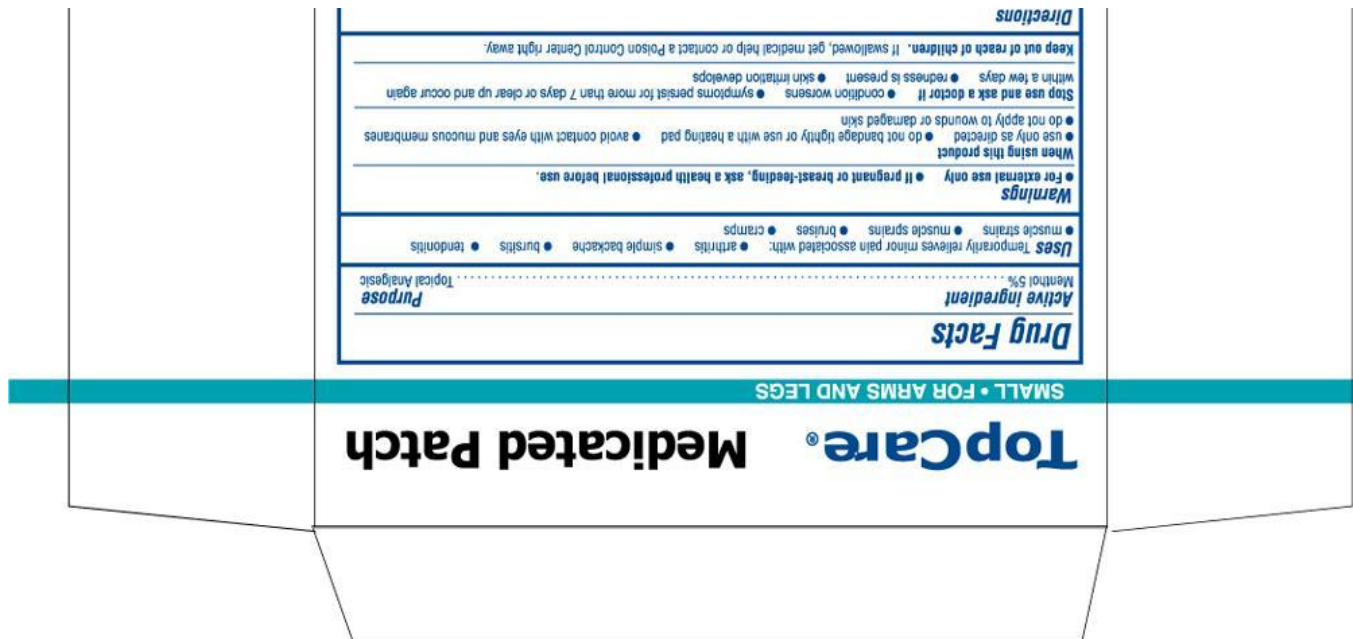 TopCare® Medicated Patch
SMALL • FOR ARMS AND LEGS
Drug Facts
Active ingredient Purpose
Menthol 5% Topical Analgesic
Uses Temporarily relieves minor pain associated with: ● arthritis ● simple backache ● bursitis ● tendonitis
● muscle strains ● muscle sprains ● bruises ● cramps
Warnings
● For external use only ● If pregnant or breast-feeding, ask a health professional before use.
When using this product
● use only as directed ● do not bandage tightly or use with a heating pad ● avoid contact with eyes and mucous membranes
● do not apply to wounds or damaged skin
Stop use and ask a doctor if ● condition worsens ● symptoms persist for more than 7 days or clear up and occur again
within a few days ● redness is present ● skin irritation develops
Keep out of reach of children. If swallowed, get medical help or contact a Poison Control Center right away.
Directions